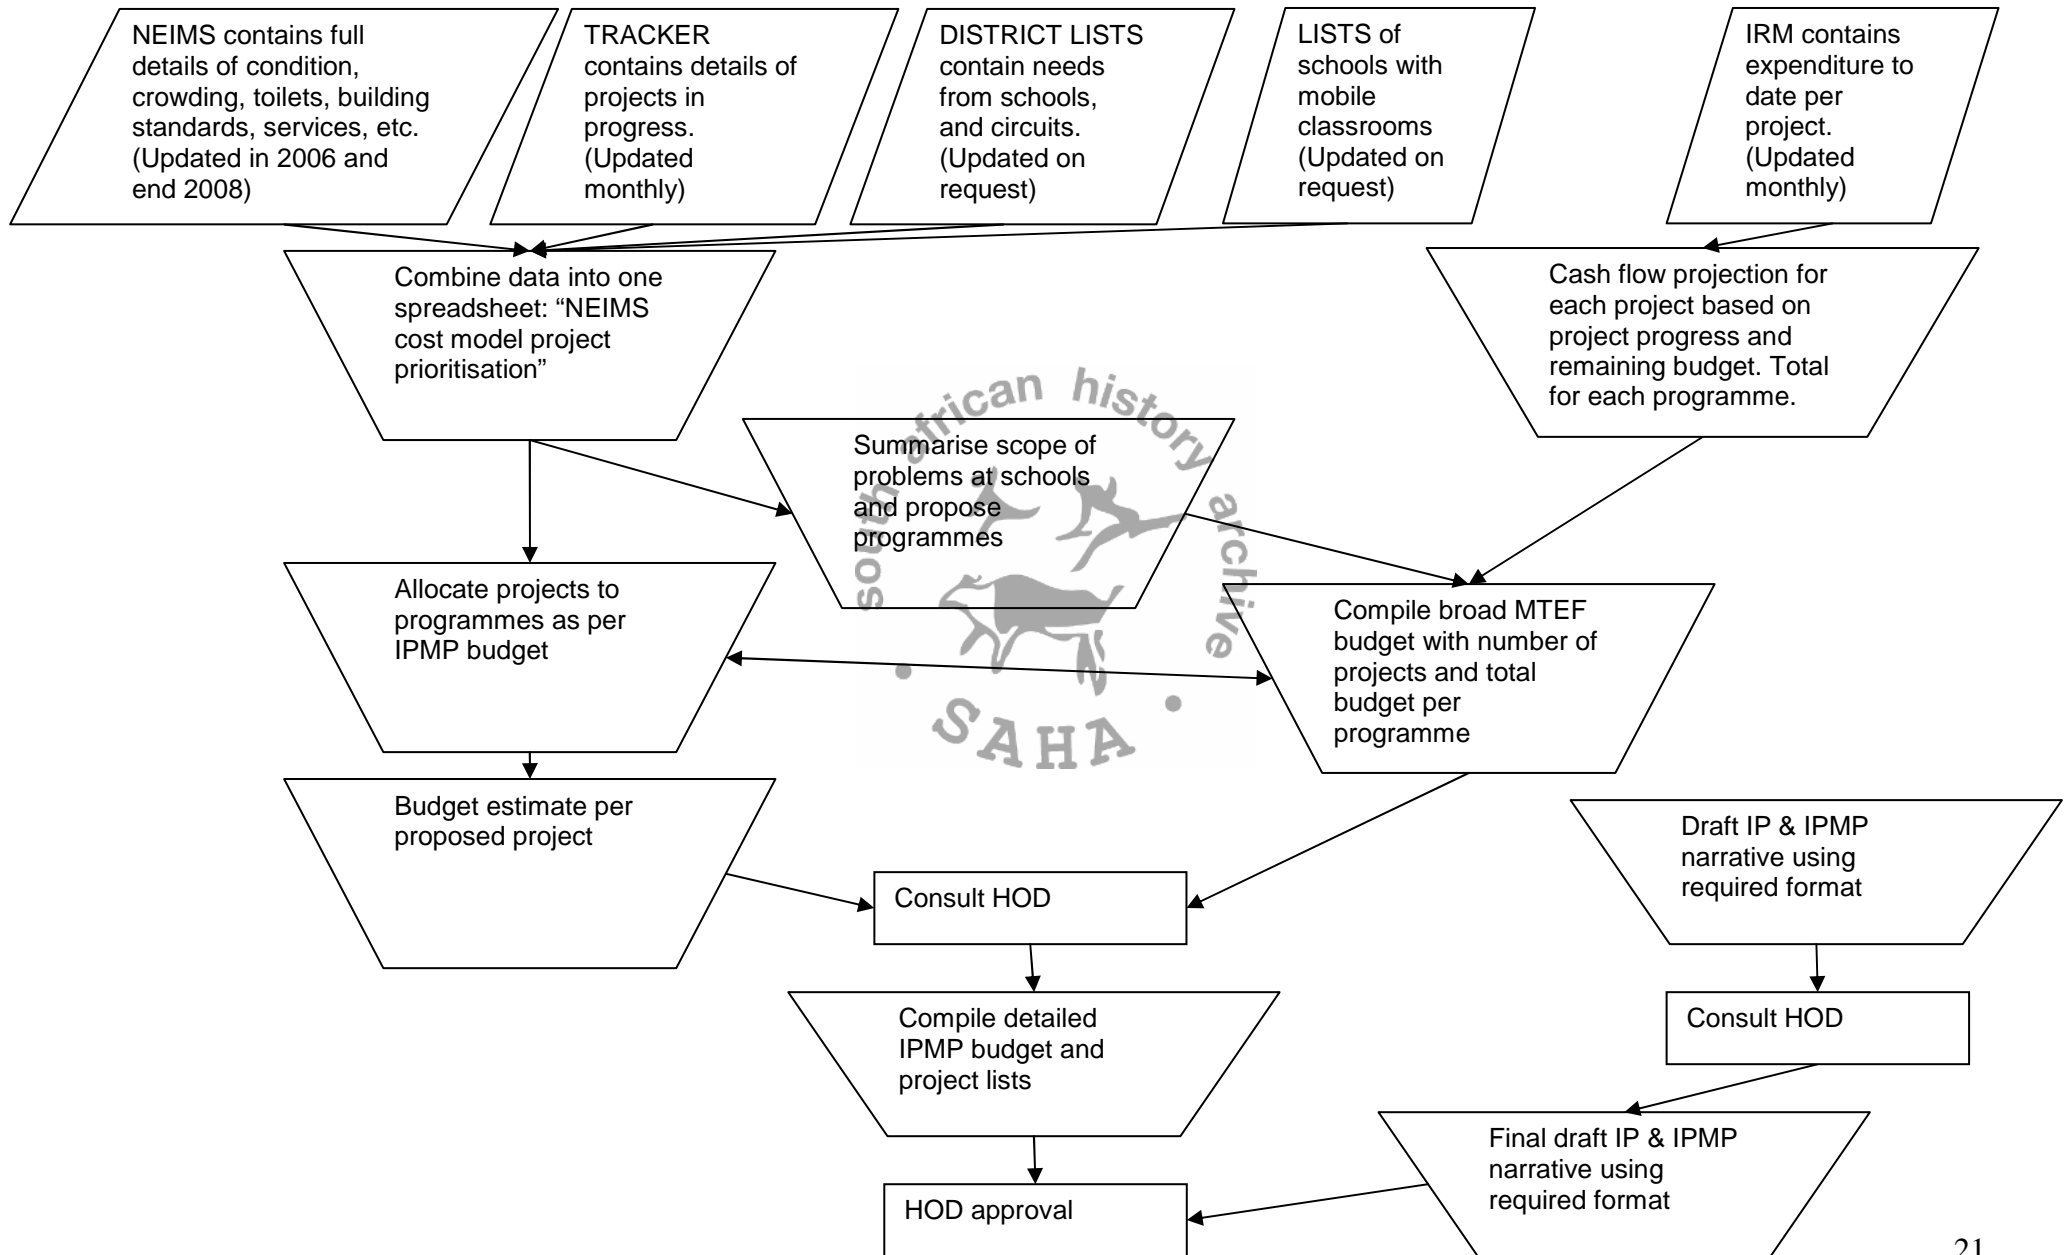 NEIMS contains full
details of condition,
crowding, toilets, building
standards, services, etc.
(Updated in 2006 and
end 2008)
TRACKER
contains details of
projects in
progress.
(Updated
monthly)
DISTRICT LISTS
contain needs
from schools,
and circuits.
(Updated on
request)
LISTS of
schools with
mobile
classrooms
(Updated on
request)
IRM contains
expenditure to
date per
project.
(Updated
monthly)
Combine data into one
spreadsheet: “NEIMS
cost model project
prioritisation”
Cash flow projection for
each project based on
project progress and
remaining budget. Total
for each programme.
Summarise scope of
problems at schools
and propose
programmes
south african history archive
SAHA
Allocate projects to
programmes as per
IPMP budget
Compile broad MTEF
budget with number of
projects and total
budget per
programme
Budget estimate per
proposed project
Draft IP & IPMP
narrative using
required format
Consult HOD
Compile detailed
IPMP budget and
project lists
Consult HOD
Final draft IP & IPMP
narrative using
required format
HOD approval
21